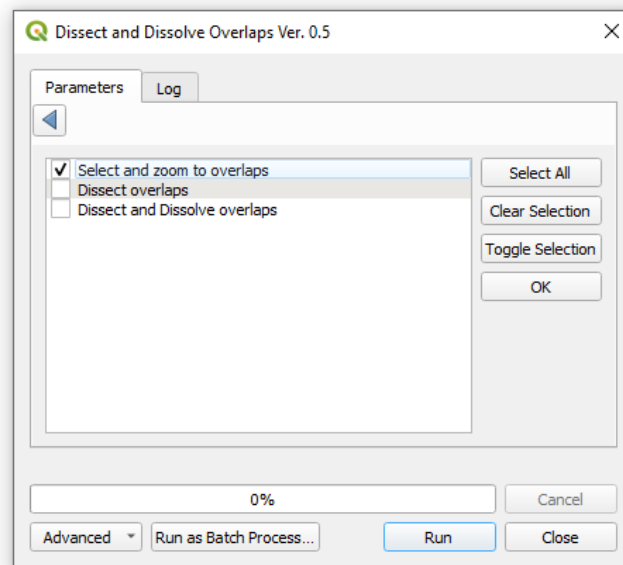 Dissect and Dissolve Overlaps Ver. 0.5
Parameters
Log
Select and zoom to overlaps
Dissect overlaps
Dissect and Dissolve overlaps
Select All
Clear Selection
Toggle Selection
OK
0%
Cancel
Advanced
Run as Batch Process...
Run
Close